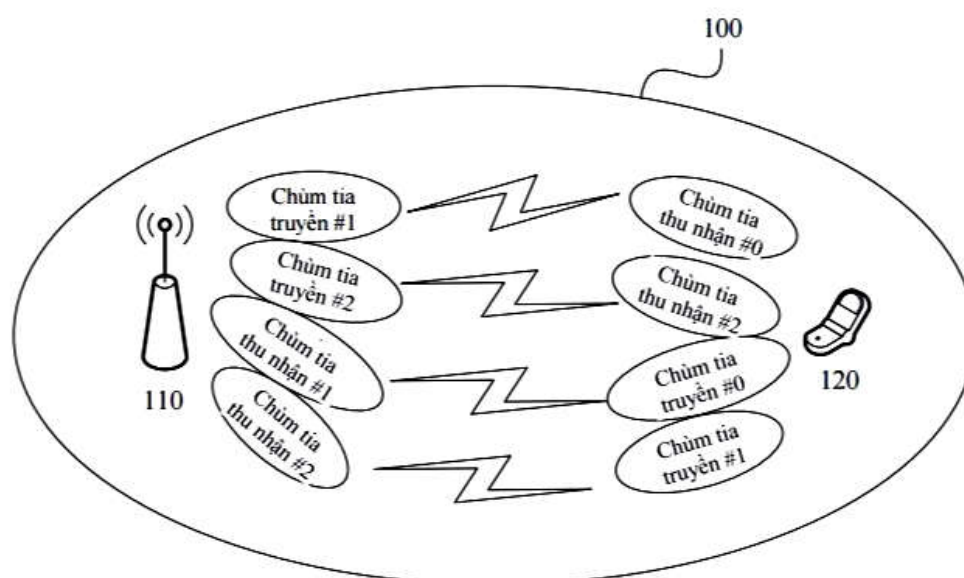 100
Chùm tia
truyền #1
Chùm tia
truyền #2
Chùm tia
thu nhận #1
Chùm tia
thu nhận #2
110
Chùm tia
thu nhận #0
Chùm tia
thu nhận #2
Chùm tia
truyền #0
Chùm tia
truyền #1
120